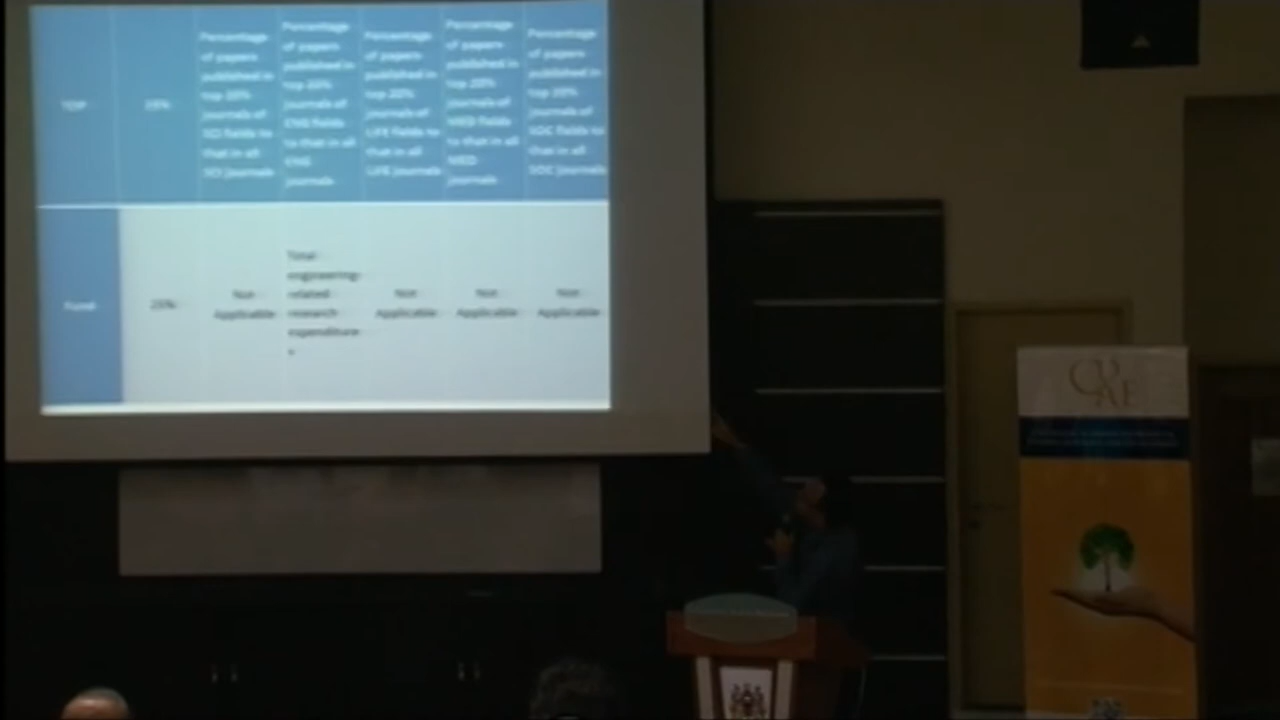 TOP
25%
Percentage
of papers
published in
top 20%
journals of
SCI fields to
that in all
SCI journals
Percentage
of papers
published in
top 20%
journals of
ENG fields
to that in all
ENG
journals
Percentage
of papers
published in
top 20%
journals of
LIFE fields to
that in all
LIFE journals
Percentage
of papers
published in
top 20%
journals of
MED fields
to that in all
MED
journals
Percentage
of papers
published in
top 20%
journals of
SOC fields to
that in all
SOC journals
Fund
25%
Not
Applicable
Total
engineering-
related
research
expenditure
s
Not
Applicable
Not
Applicable
Not
Applicable